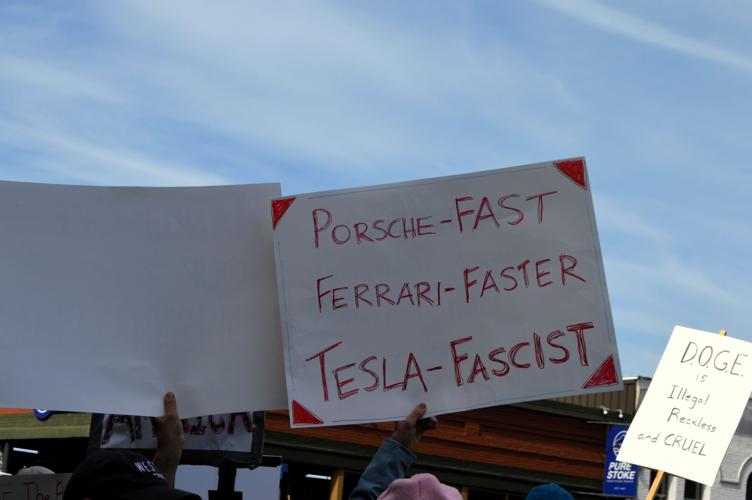 PORSCHE-FAST
FERRARI-FASTER
TESLA-FASCIST
D.O.G.E.
is
Illegal
Reckless
and CRUEL
PURE
STOKE